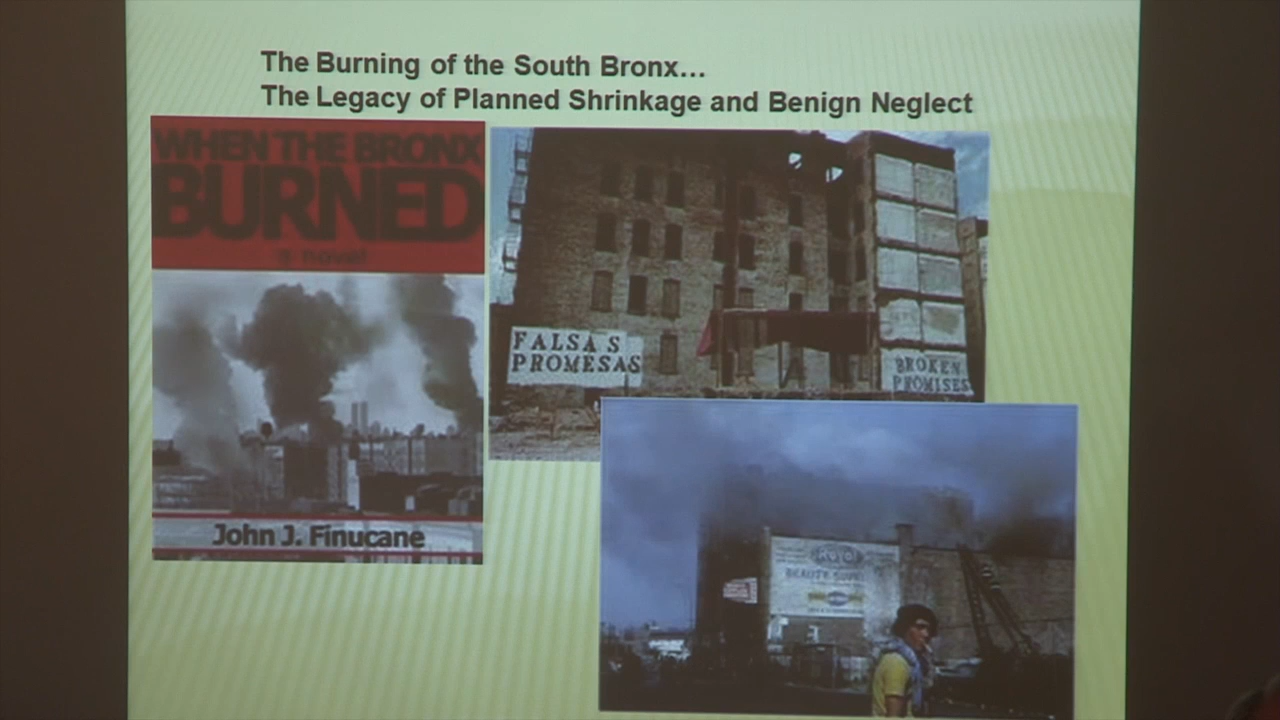 The Burning of the South Bronx…
The Legacy of Planned Shrinkage and Benign Neglect
WHEN THE BRONX
BURNED
a novel
John J. Finucane
FALSAS
PROMESAS
BROKEN
PROMISES
Royal
BEAUTY